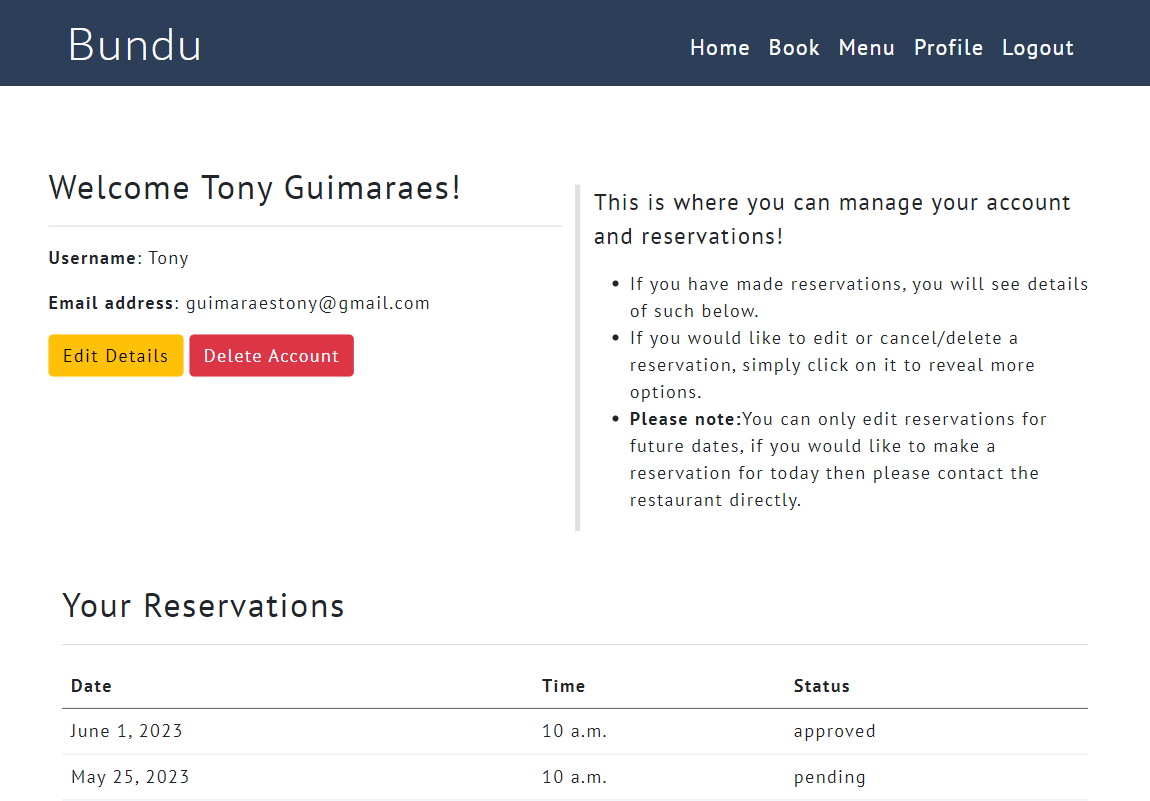 Bundu
Home Book Menu Profile Logout
Welcome Tony Guimaraes!
Username: Tony
Email address: guimaraestony@gmail.com
Edit Details Delete Account
This is where you can manage your account
and reservations!
• If you have made reservations, you will see details
of such below.
• If you would like to edit or cancel/delete a
reservation, simply click on it to reveal more
options.
• Please note:You can only edit reservations for
future dates, if you would like to make a
reservation for today then please contact the
restaurant directly.
Your Reservations
Date Time Status
June 1, 2023 10 a.m. approved
May 25, 2023 10 a.m. pending